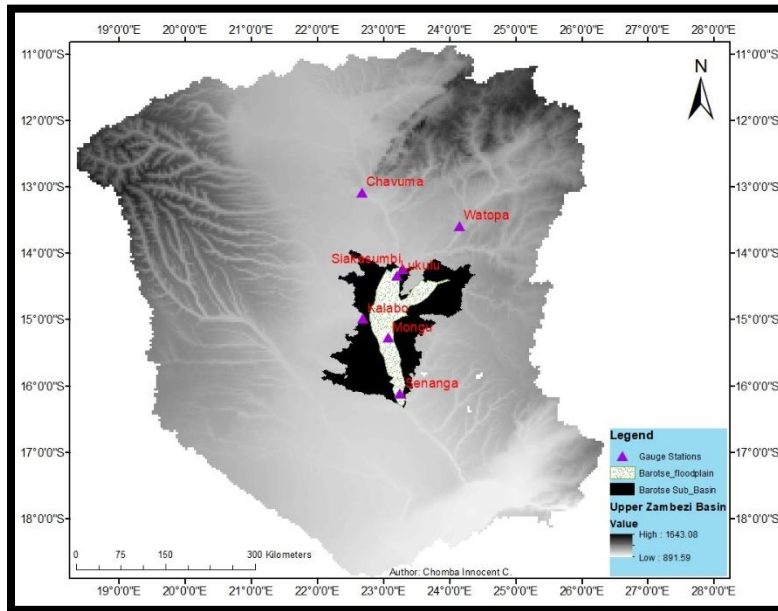 19°0'0"S 20°0'0"E 21°0'0"E 22°0'0"E 23°0'0"E 24°0'0"E 25°0'0"E 26°0'0"E 27°0'0"E 28°0'0"E
11°0'0"S 11°0'0"S
N
12°0'0"S 12°0'0"S
13°0'0"S 13°0'0"S
Chavuma
Watopa
14°0'0"S 14°0'0"S
Siakasumbi Lukulu
Kalabo
15°0'0"S 15°0'0"S
Mongu
16°0'0"S 16°0'0"S
Senanga
17°0'0"S 17°0'0"S
18°0'0"S 18°0'0"S
Legend
Gauge Stations
Barotse_floodplain
Barotse Sub_Basin
Upper Zambezi Basin
Value
High : 1643.08
Low : 891.59
0 75 150 300 Kilometers
Author: Chomba Innocent C.
19°0'0"E 20°0'0"E 21°0'0"E 22°0'0"E 23°0'0"E 24°0'0"E 25°0'0"E 26°0'0"E 27°0'0"E 28°0'0"E